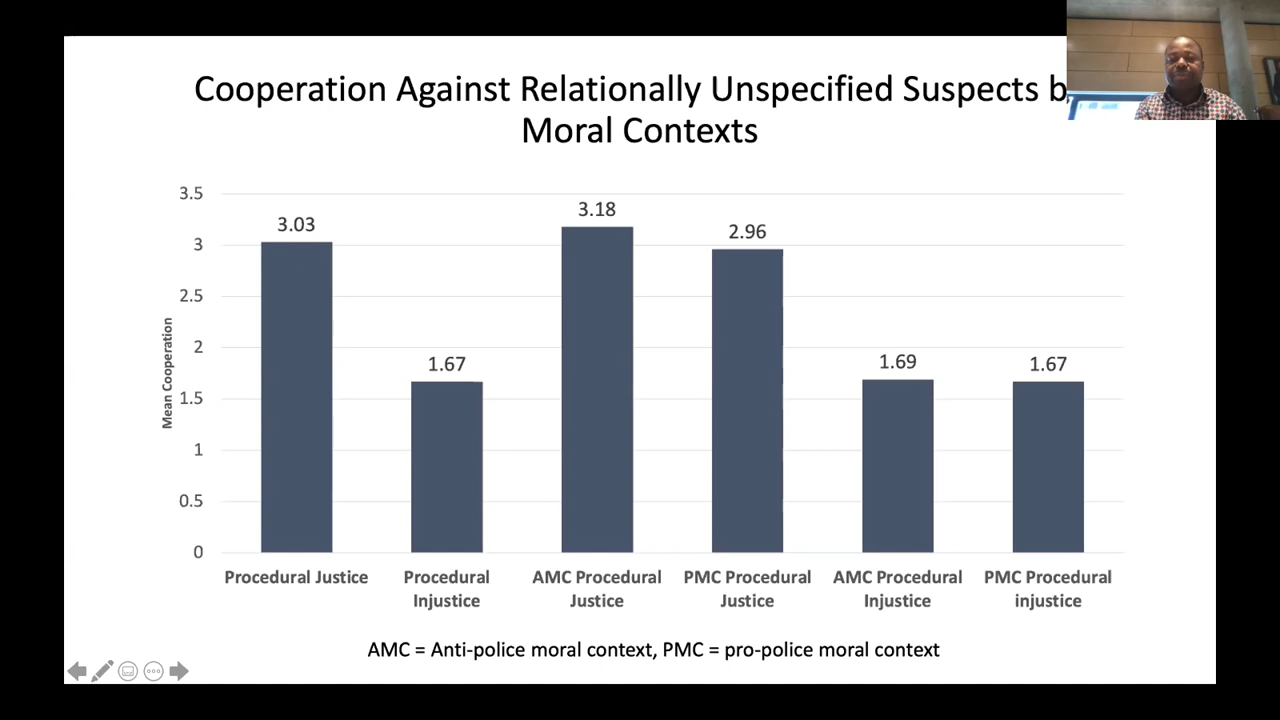 Cooperation Against Relationally Unspecified Suspects
Moral Contexts
3.5
3
2.5
2
1.5
1
0.5
0
Mean Cooperation
3.03
1.67
3.18
2.96
1.69
1.67
Procedural Justice
Procedural
Injustice
AMC Procedural
Justice
PMC Procedural
Justice
AMC Procedural
Injustice
PMC Procedural
injustice
AMC = Anti-police moral context, PMC = pro-police moral context